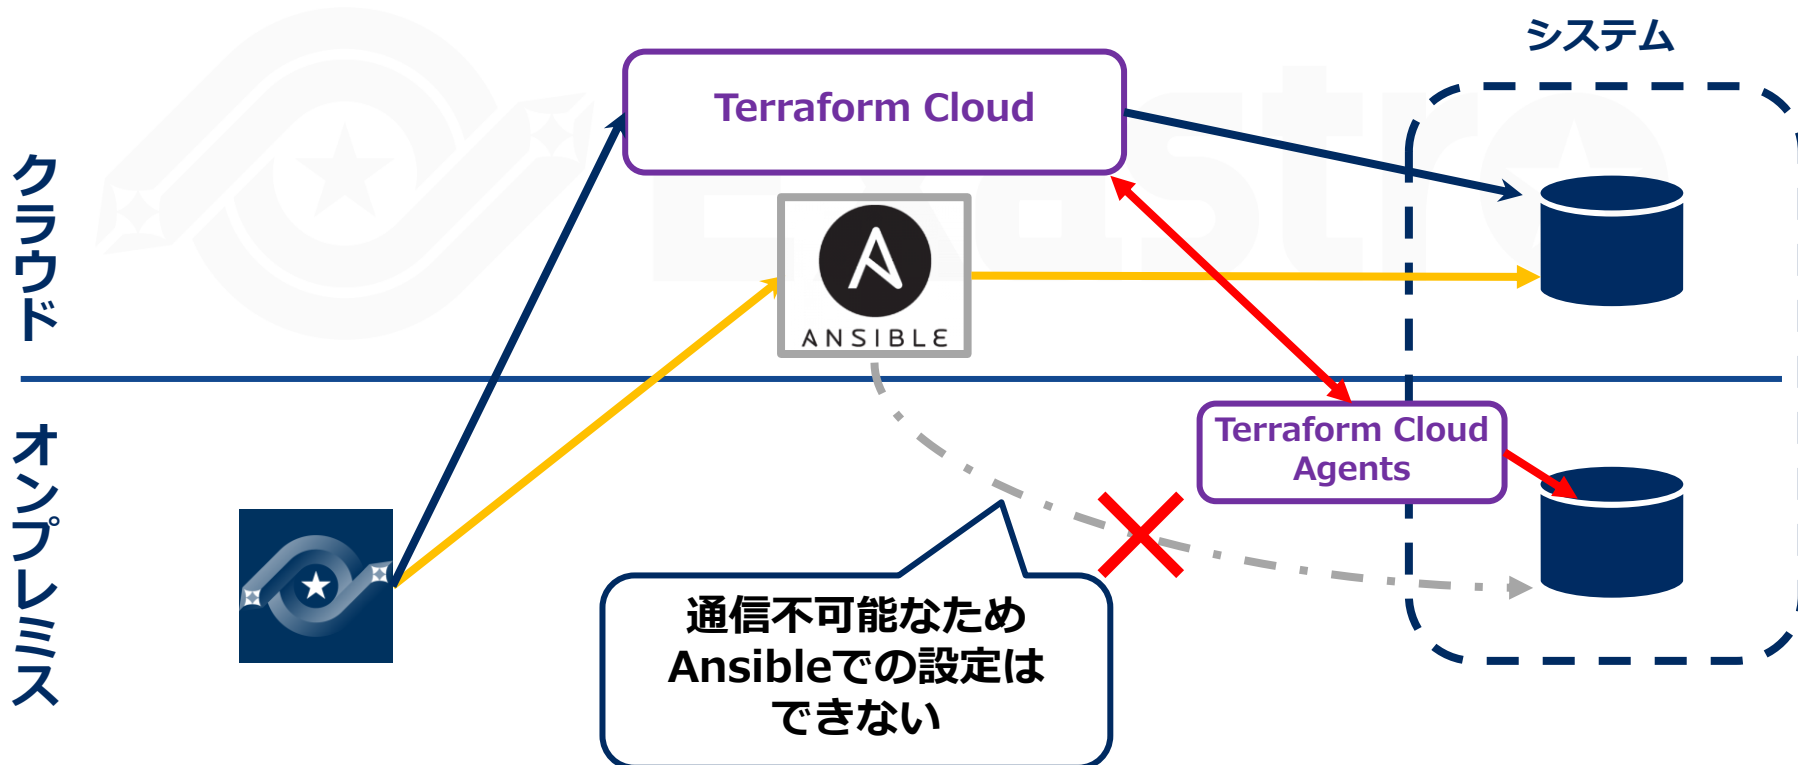 システム
Terraform Cloud
クラウド
ANSIBLE
オンプレミス
Terraform Cloud
Agents
通信不可能なため
Ansibleでの設定は
できない
Exastro